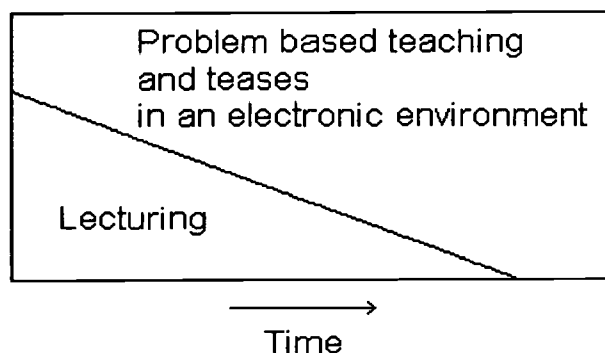 Problem based teaching
and teases
in an electronic environment
Lecturing
Time